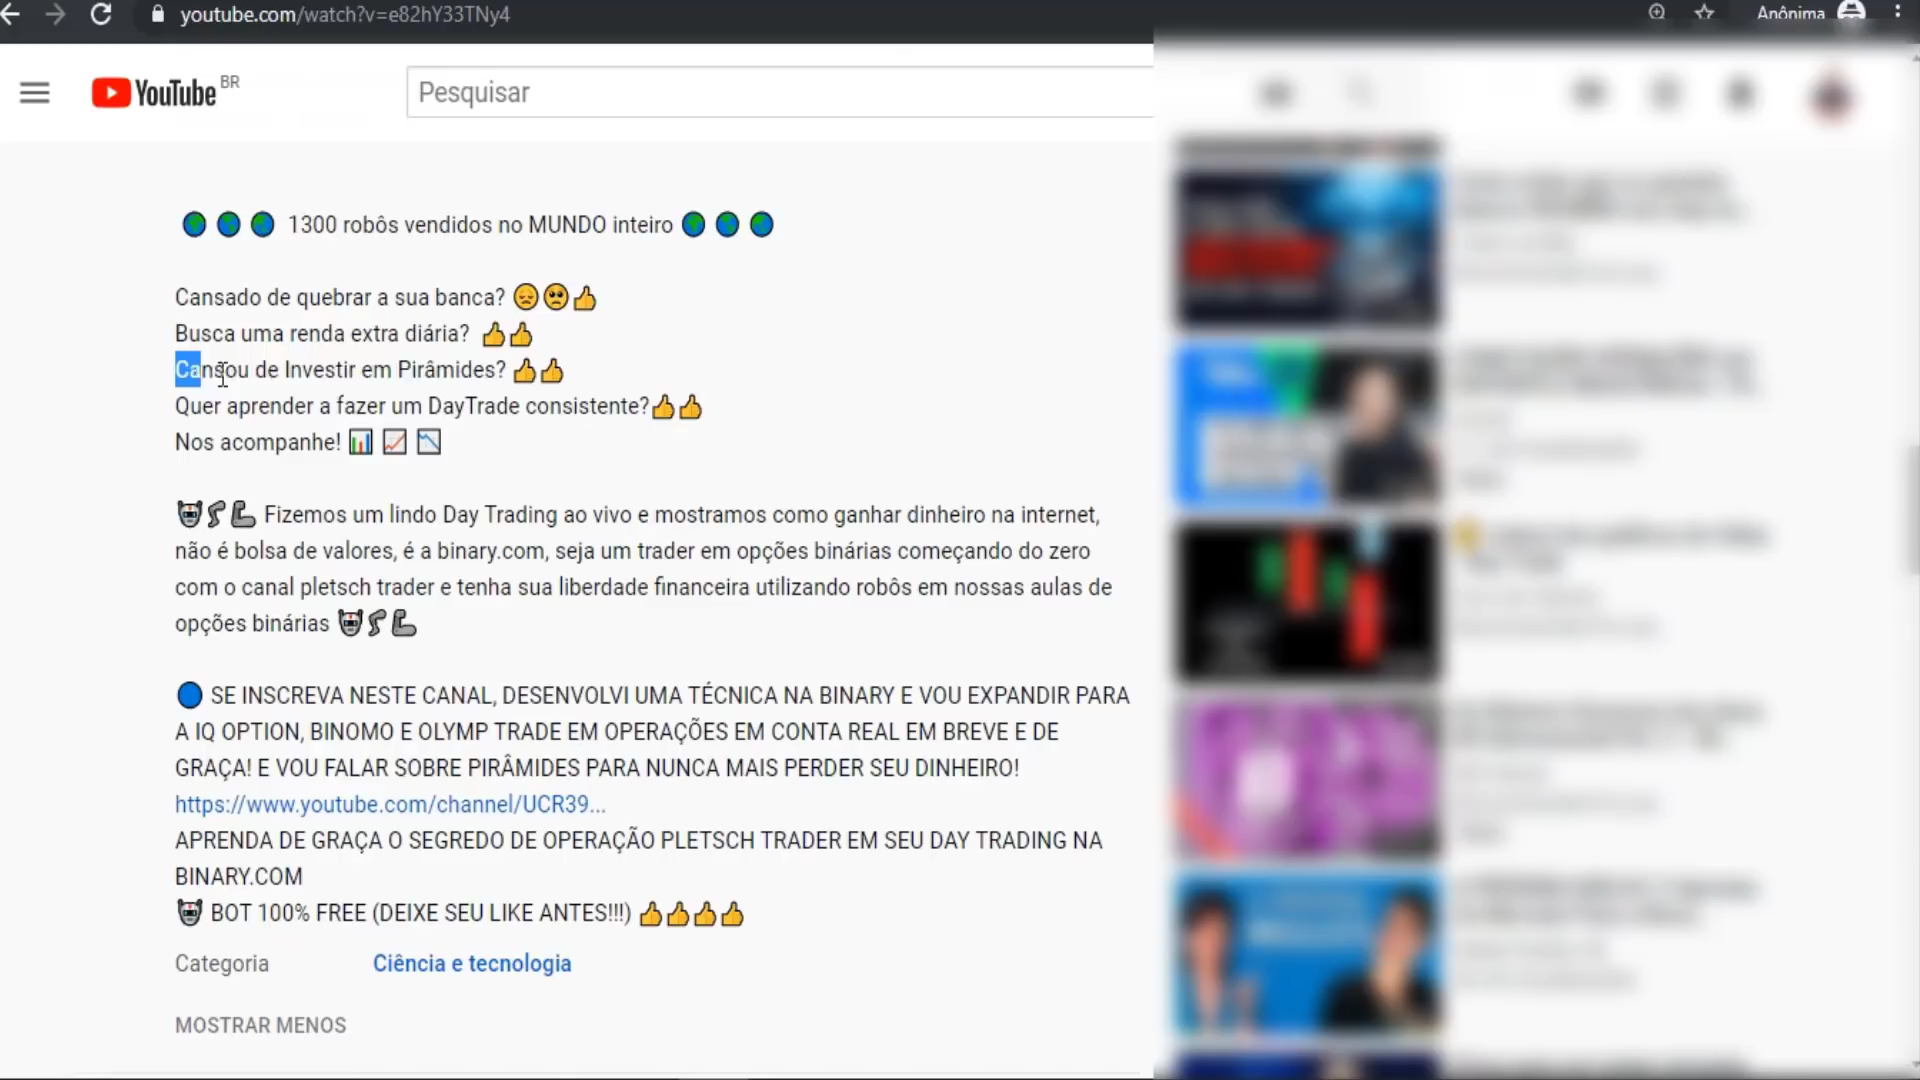 youtube.com/watch?v=e82hY33TNy4
Anônima
YouTube BR
Pesquisar
1300 robôs vendidos no MUNDO inteiro
Cansado de quebrar a sua banca?
Busca uma renda extra diária?
Cansou de Investir em Pirâmides?
Quer aprender a fazer um DayTrade consistente?
Nos acompanhe!
Fizemos um lindo Day Trading ao vivo e mostramos como ganhar dinheiro na internet,
não é bolsa de valores, é a binary.com, seja um trader em opções binárias começando do zero
com o canal pletsch trader e tenha sua liberdade financeira utilizando robôs em nossas aulas de
opções binárias
SE INSCREVA NESTE CANAL, DESENVOLVI UMA TÉCNICA NA BINARY E VOU EXPANDIR PARA
A IQ OPTION, BINOMO E OLYMP TRADE EM OPERAÇÕES EM CONTA REAL EM BREVE E DE
GRAÇA! E VOU FALAR SOBRE PIRÂMIDES PARA NUNCA MAIS PERDER SEU DINHEIRO!
https://www.youtube.com/channel/UCR39...
APRENDA DE GRAÇA O SEGREDO DE OPERAÇÃO PLETSCH TRADER EM SEU DAY TRADING NA
BINARY.COM
BOT 100% FREE (DEIXE SEU LIKE ANTES!!!)
Categoria Ciência e tecnologia
MOSTRAR MENOS